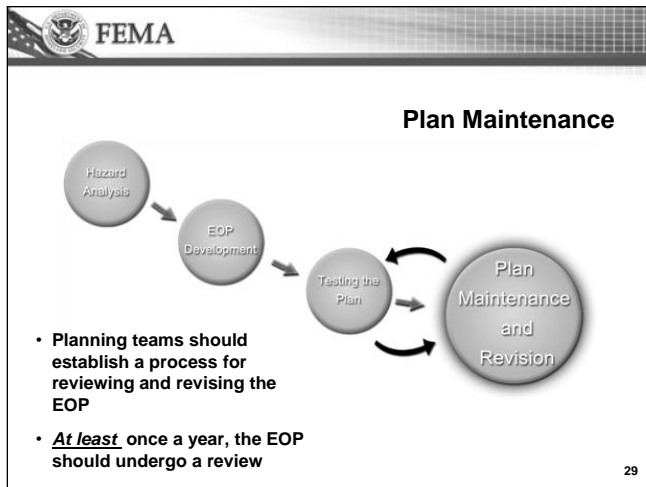 FEMA
Plan Maintenance
Hazard
Analysis
EOP
Development
Testing the
Plan
Plan
Maintenance
and
Revision
• Planning teams should
establish a process for
reviewing and revising the
EOP
• At least once a year, the EOP
should undergo a review
29